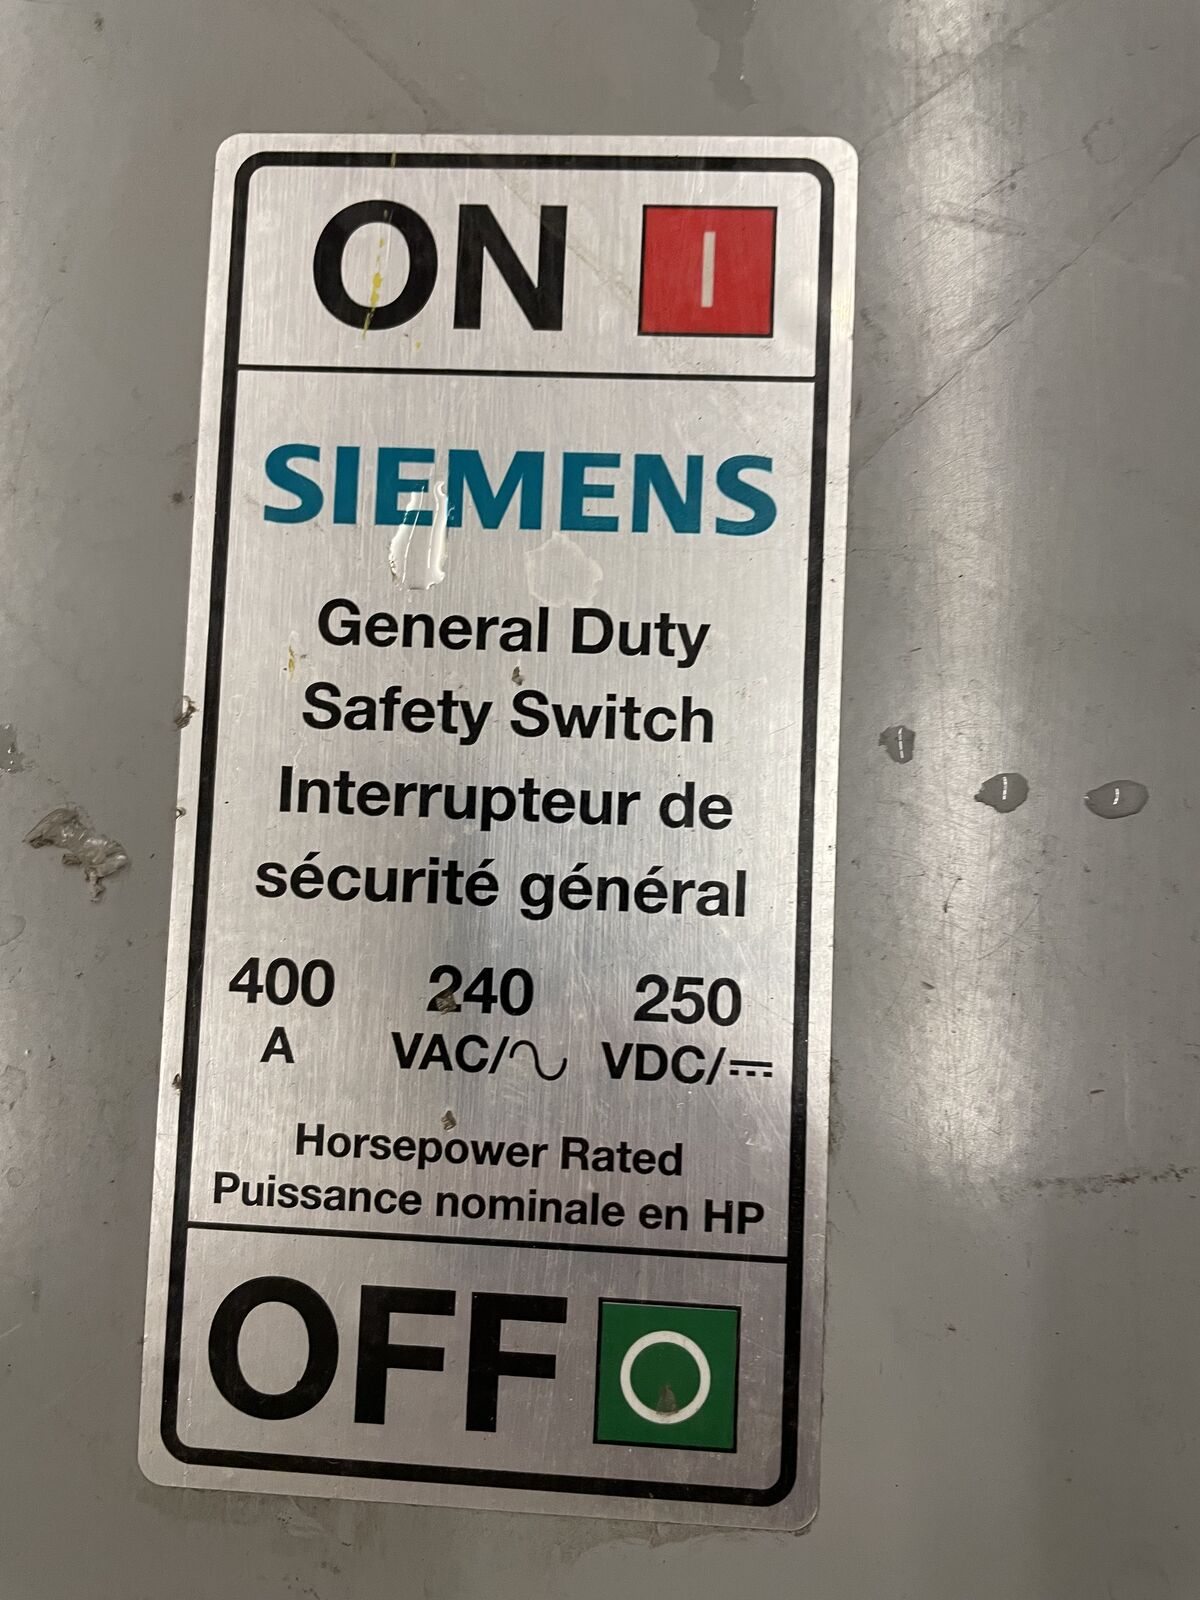 ON I
SIEMENS
General Duty
Safety Switch
Interrupteur de
sécurité général
400 240 250
A VAC/∿ VDC/⎓
Horsepower Rated
Puissance nominale en HP
OFF O